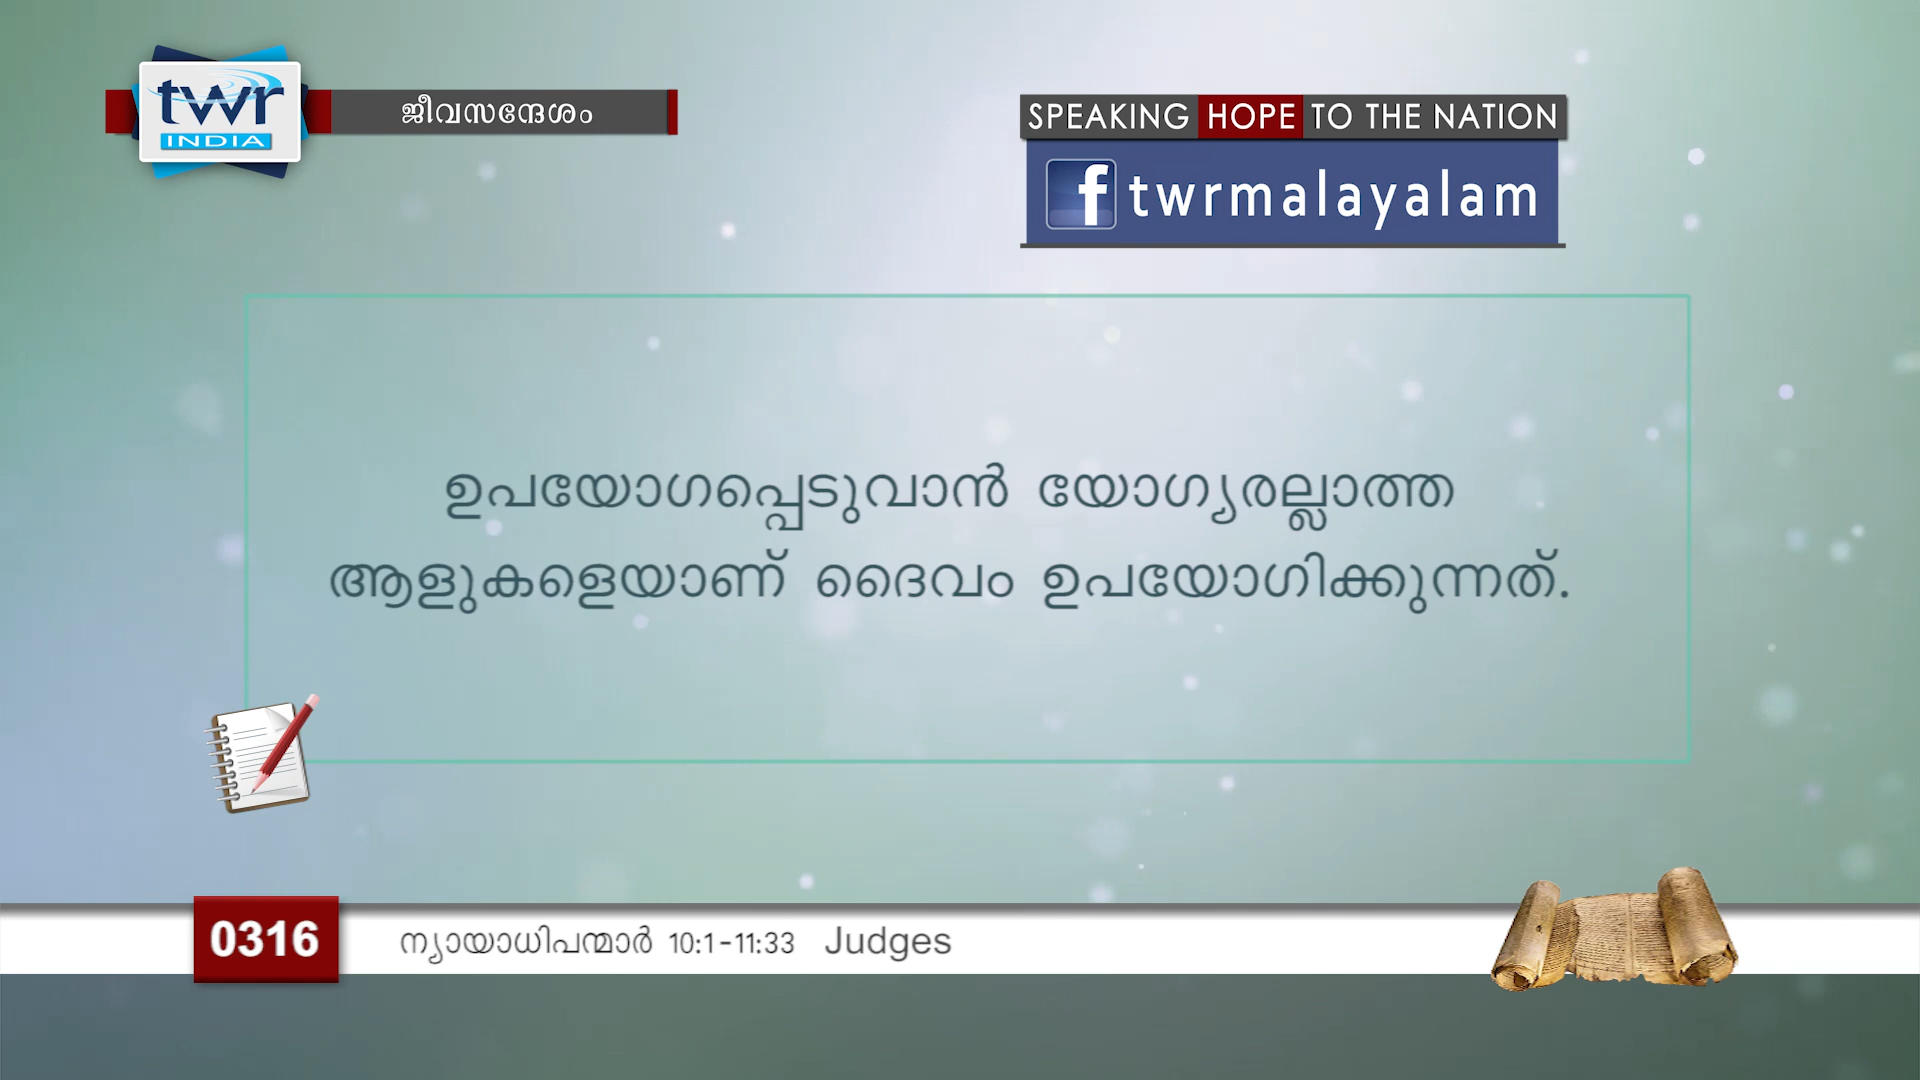 twr
INDIA
ജീവസന്ദേശം
SPEAKING HOPE TO THE NATION
f twrmalayalam
ഉപയോഗപ്പെടുവാൻ യോഗ്യരല്ലാത്ത
ആളുകളെയാണ് ദൈവം ഉപയോഗിക്കുന്നത്.
0316 ന്യായാധിപന്മാർ 10:1-11:33 Judges